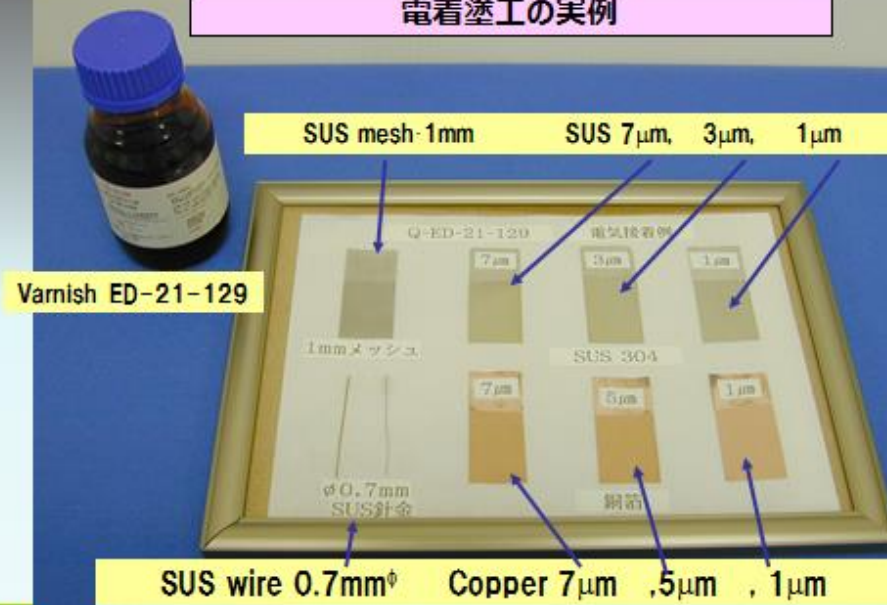 電着塗工の実例
SUS mesh-1mm SUS 7μm, 3μm, 1μm
Q-ED-21-129 電気接着例
7μm 3μm 1μm
Varnish ED-21-129
1mmメッシュ SUS 304
7μm 5μm 1μm
φ0.7mm
SUS針金 銅箔
SUS wire 0.7mmφ Copper 7μm ,5μm , 1μm